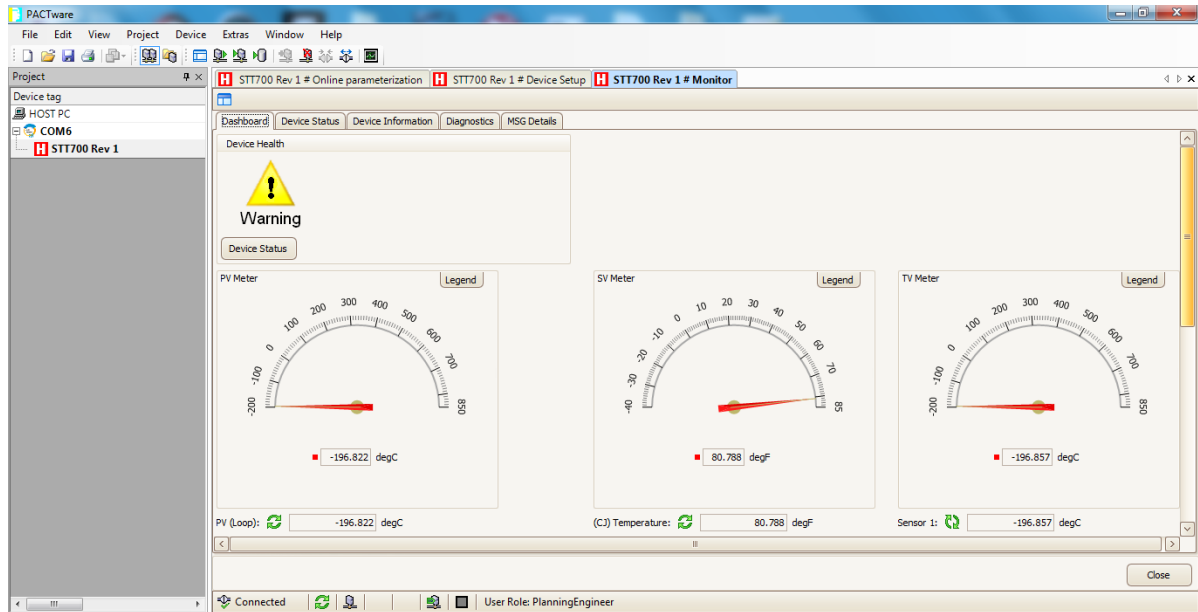 PACTware
File Edit View Project Device Extras Window Help
Project
Device tag
HOST PC
COM6
H STT700 Rev 1
H STT700 Rev 1 # Online parameterization H STT700 Rev 1 # Device Setup H STT700 Rev 1 # Monitor
Dashboard Device Status Device Information Diagnostics MSG Details
Device Health
Warning
Device Status
PV Meter Legend
-200 -100 0 100 200 300 400 500 600 700 850
-196.822 degC
PV (Loop): -196.822 degC
SV Meter Legend
-40 -30 -20 -10 0 10 20 30 40 50 60 70 85
80.788 degF
(CJ) Temperature: 80.788 degF
TV Meter Legend
-200 -100 0 100 200 300 400 500 600 700 850
-196.857 degC
Sensor 1: -196.857 degC
Close
Connected User Role: PlanningEngineer